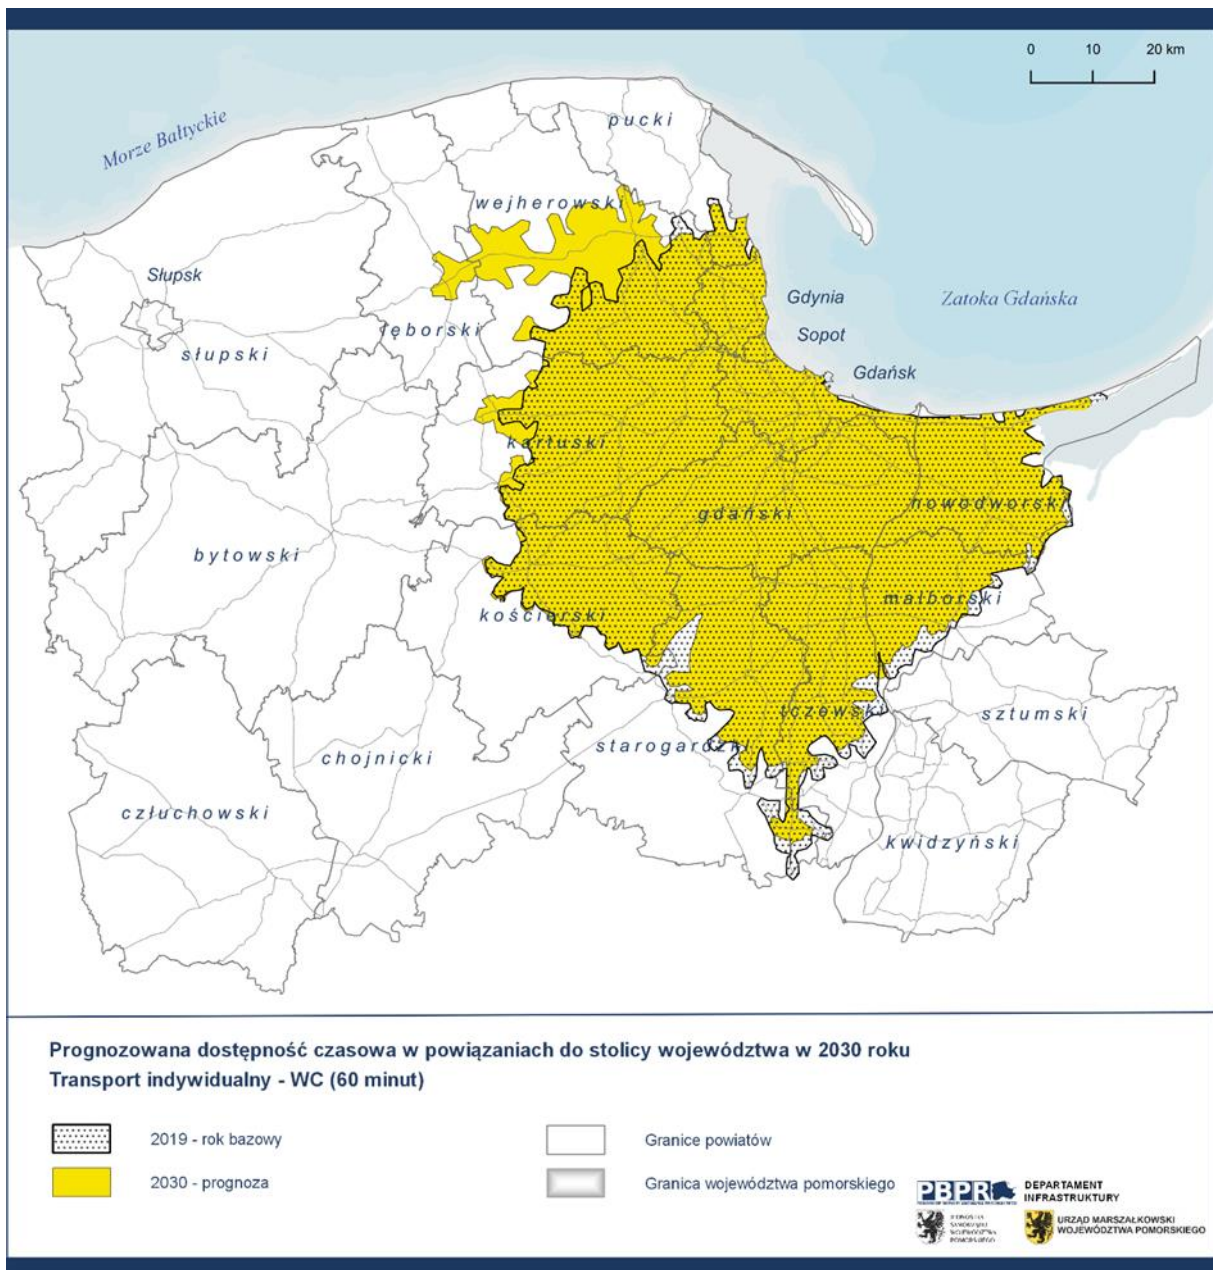 0 10 20 km
Morze Bałtyckie
pucki
wejherowski
Słupsk
Gdynia
Zatoka Gdańska
lęborski
Sopot
słupski
Gdańsk
kartuski
nowodworski
gdański
bytowski
malborski
kościerski
tczewski
sztumski
starogardzki
chojnicki
człuchowski
kwidzyński
Prognozowana dostępność czasowa w powiązaniach do stolicy województwa w 2030 roku
Transport indywidualny - WC (60 minut)
2019 - rok bazowy
Granice powiatów
2030 - prognoza
Granica województwa pomorskiego
PBPR
DEPARTAMENT
INFRASTRUKTURY
URZĄD MARSZAŁKOWSKI
WOJEWÓDZTWA POMORSKIEGO